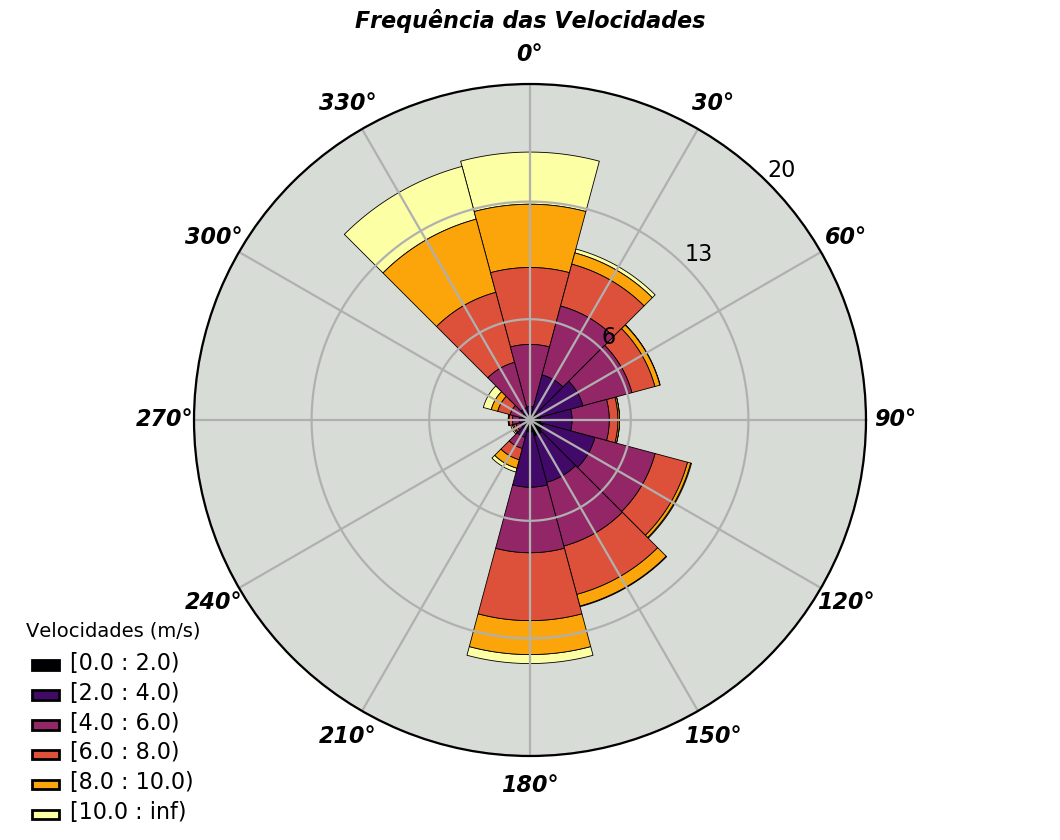 Frequência das Velocidades
0°
330°
30°
20
300°
60°
13
6
270°
90°
240°
120°
210°
150°
180°
Velocidades (m/s)
[0.0 : 2.0)
[2.0 : 4.0)
[4.0 : 6.0)
[6.0 : 8.0)
[8.0 : 10.0)
[10.0 : inf)